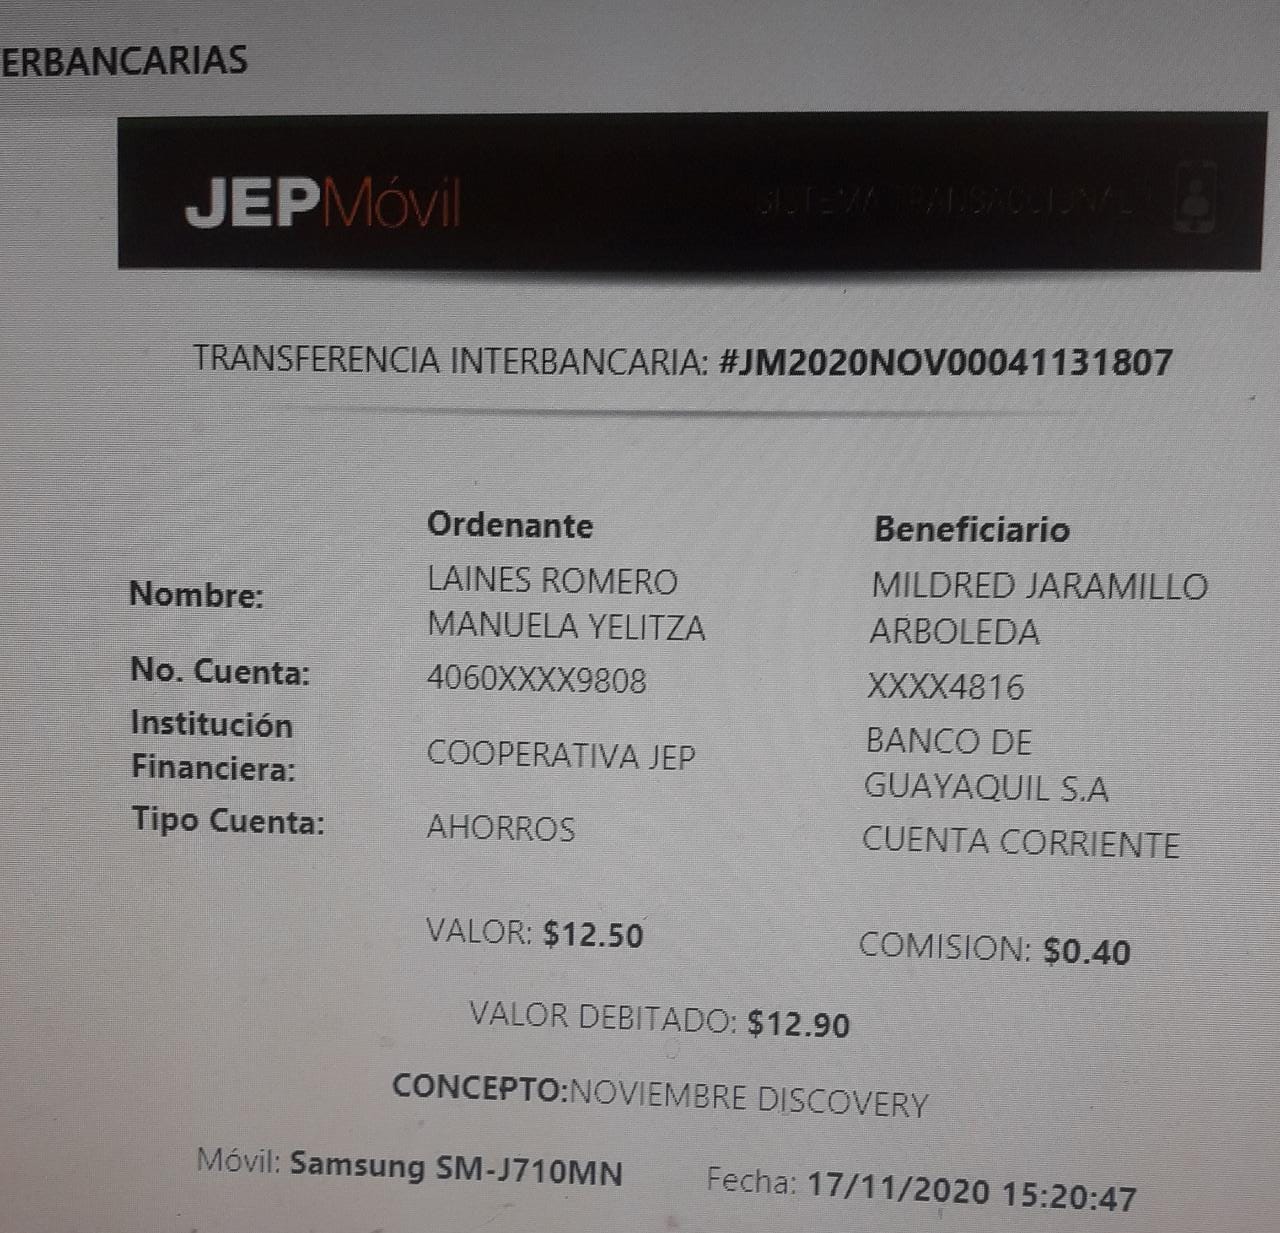 ERBANCARIAS
JEPMóvil
SISTEMA TRANSACCIONAL
TRANSFERENCIA INTERBANCARIA: #JM2020NOV00041131807
Ordenante Beneficiario
Nombre: LAINES ROMERO MILDRED JARAMILLO
MANUELA YELITZA ARBOLEDA
No. Cuenta: 4060XXXX9808 XXXX4816
Institución BANCO DE
Financiera: COOPERATIVA JEP GUAYAQUIL S.A
Tipo Cuenta: AHORROS CUENTA CORRIENTE
VALOR: $12.50 COMISION: $0.40
VALOR DEBITADO: $12.90
CONCEPTO:NOVIEMBRE DISCOVERY
Móvil: Samsung SM-J710MN Fecha: 17/11/2020 15:20:47